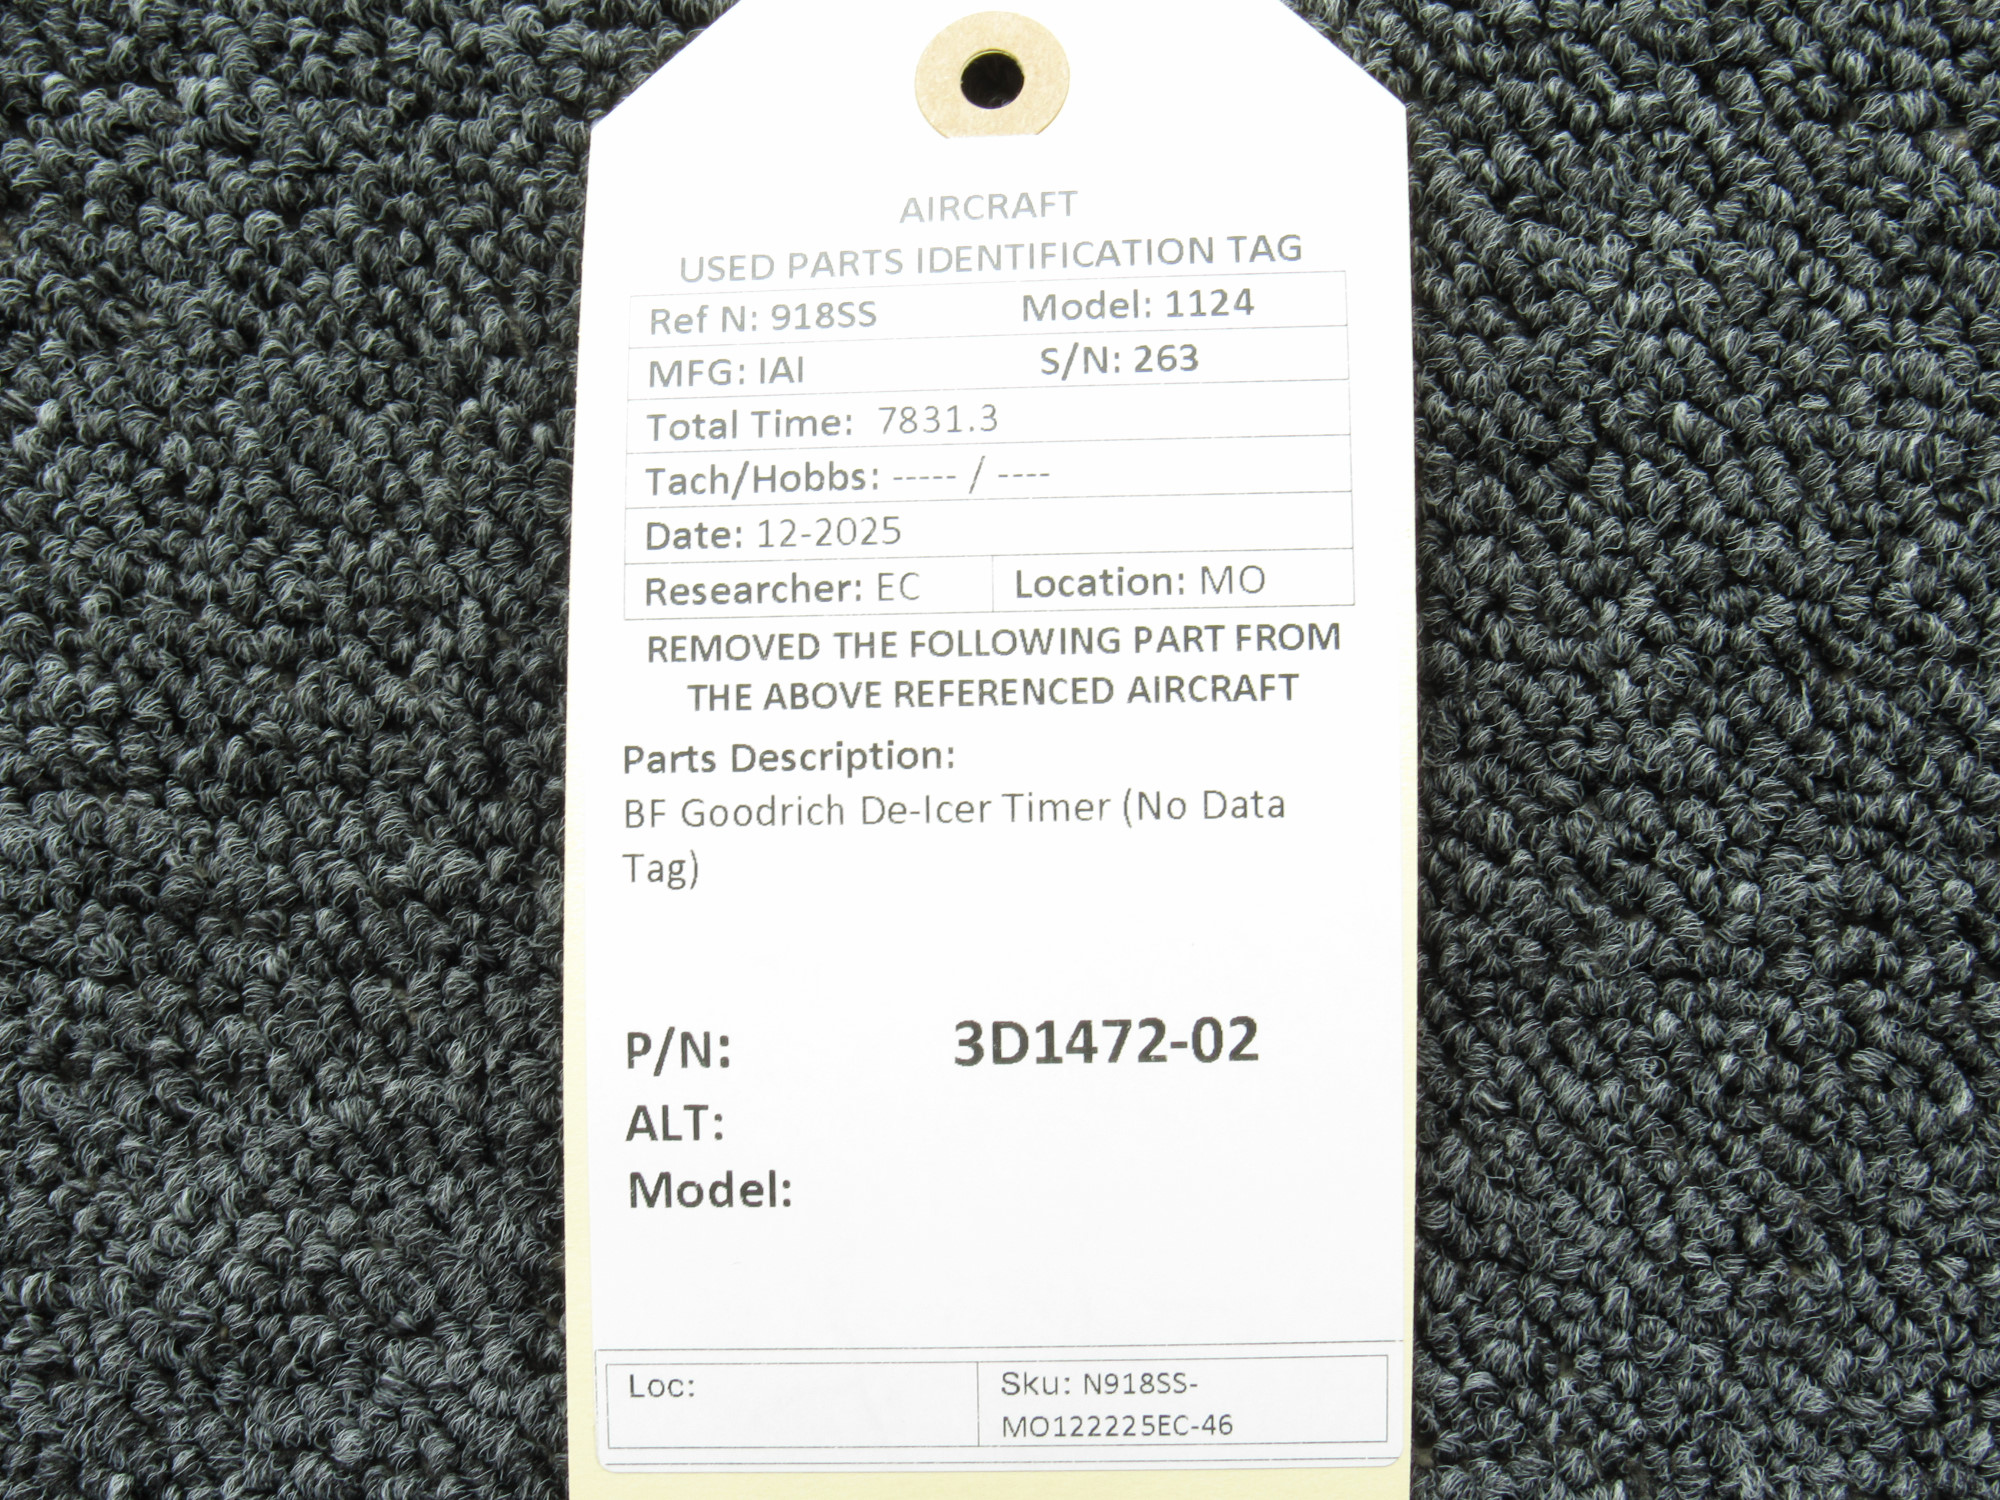 AIRCRAFT
USED PARTS IDENTIFICATION TAG
Ref N: 918SS Model: 1124
MFG: IAI S/N: 263
Total Time: 7831.3
Tach/Hobbs: ----- / ----
Date: 12-2025
Researcher: EC Location: MO
REMOVED THE FOLLOWING PART FROM
THE ABOVE REFERENCED AIRCRAFT
Parts Description:
BF Goodrich De-Icer Timer (No Data
Tag)
P/N: 3D1472-02
ALT:
Model:
Loc:
Sku: N918SS-
MO122225EC-46